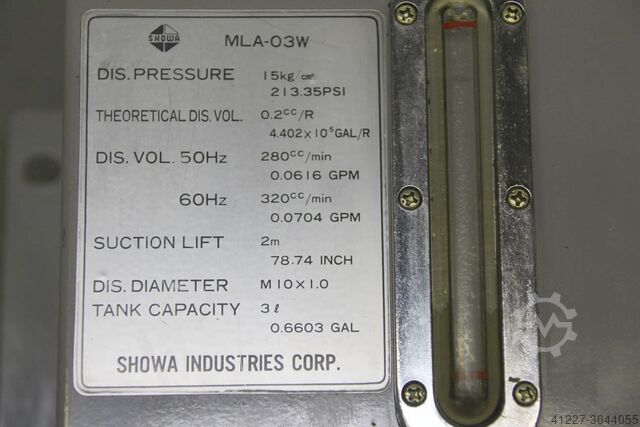 SHOWA
MLA-03W
DIS. PRESSURE 15kg/cm²
213.35PSI
THEORETICAL DIS. VOL. 0.2cc/R
4.402×10⁵GAL/R
DIS. VOL. 50Hz 280cc/min
0.0616 GPM
60Hz 320cc/min
0.0704 GPM
SUCTION LIFT 2m
78.74 INCH
DIS. DIAMETER M10×1.0
TANK CAPACITY 3ℓ
0.6603 GAL
SHOWA INDUSTRIES CORP.
41227-3644055